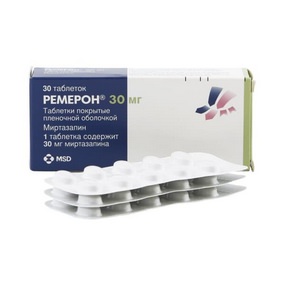 30 таблеток
РЕМЕРОН® 30 мг
Таблетки покрытые
пленочной оболочкой
Миртазапин
1 таблетка содержит
30 мг миртазапина
MSD